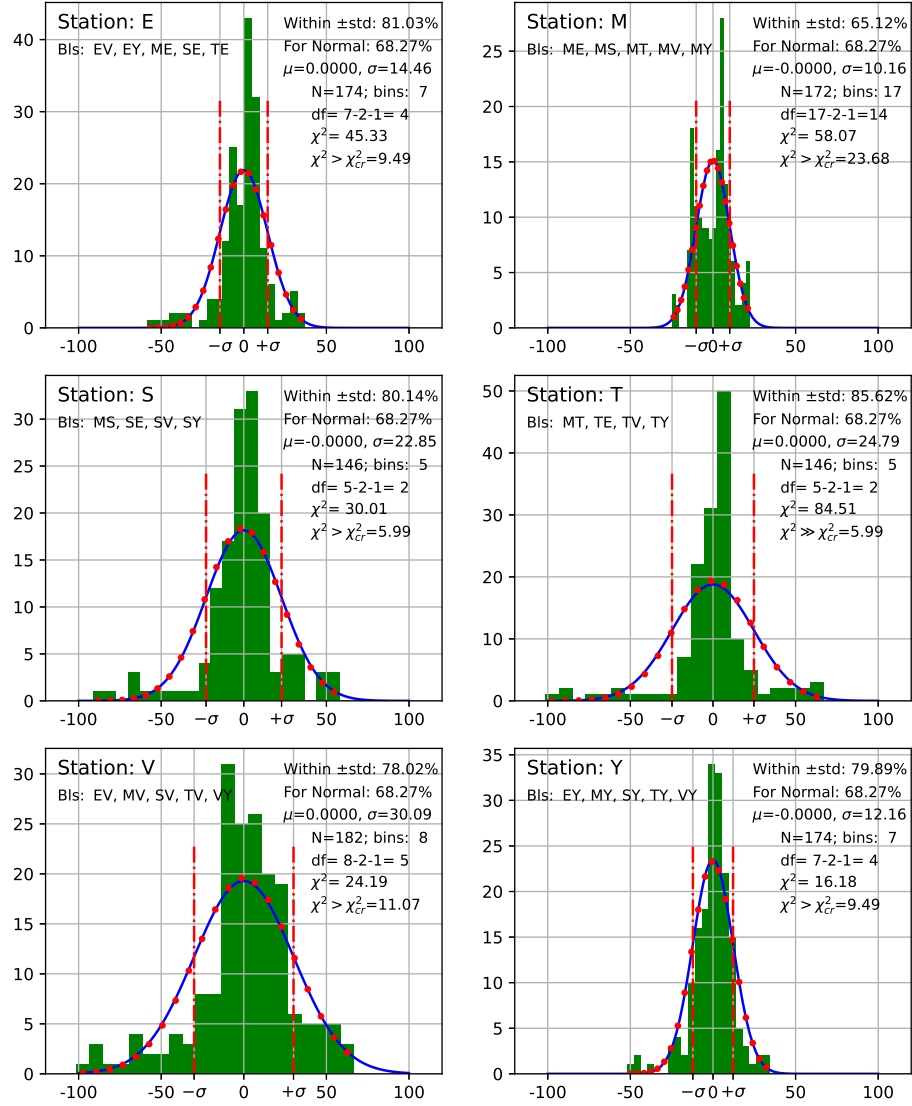 Station: E
Bls: EV, EY, ME, SE, TE
Within ±std: 81.03%
For Normal: 68.27%
μ=0.0000, σ=14.46
N=174; bins: 7
df= 7-2-1= 4
χ²= 45.33
χ² > χ²cr=9.49
40
30
20
10
0
-100 -50 −σ 0 +σ 50 100
Station: M
Bls: ME, MS, MT, MV, MY
Within ±std: 65.12%
For Normal: 68.27%
μ=-0.0000, σ=10.16
N=172; bins: 17
df=17-2-1=14
χ²= 58.07
χ² > χ²cr=23.68
25
20
15
10
5
0
-100 -50 −σ 0 +σ 50 100
Station: S
Bls: MS, SE, SV, SY
Within ±std: 80.14%
For Normal: 68.27%
μ=-0.0000, σ=22.85
N=146; bins: 5
df= 5-2-1= 2
χ²= 30.01
χ² > χ²cr=5.99
30
25
20
15
10
5
0
-100 -50 −σ 0 +σ 50 100
Station: T
Bls: MT, TE, TV, TY
Within ±std: 85.62%
For Normal: 68.27%
μ=0.0000, σ=24.79
N=146; bins: 5
df= 5-2-1= 2
χ²= 84.51
χ² ≫ χ²cr=5.99
50
40
30
20
10
0
-100 -50 −σ 0 +σ 50 100
Station: V
Bls: EV, MV, SV, TV, VY
Within ±std: 78.02%
For Normal: 68.27%
μ=0.0000, σ=30.09
N=182; bins: 8
df= 8-2-1= 5
χ²= 24.19
χ² > χ²cr=11.07
30
25
20
15
10
5
0
-100 -50 −σ 0 +σ 50 100
Station: Y
Bls: EY, MY, SY, TY, VY
Within ±std: 79.89%
For Normal: 68.27%
μ=-0.0000, σ=12.16
N=174; bins: 7
df= 7-2-1= 4
χ²= 16.18
χ² > χ²cr=9.49
35
30
25
20
15
10
5
0
-100 -50 −σ 0 +σ 50 100